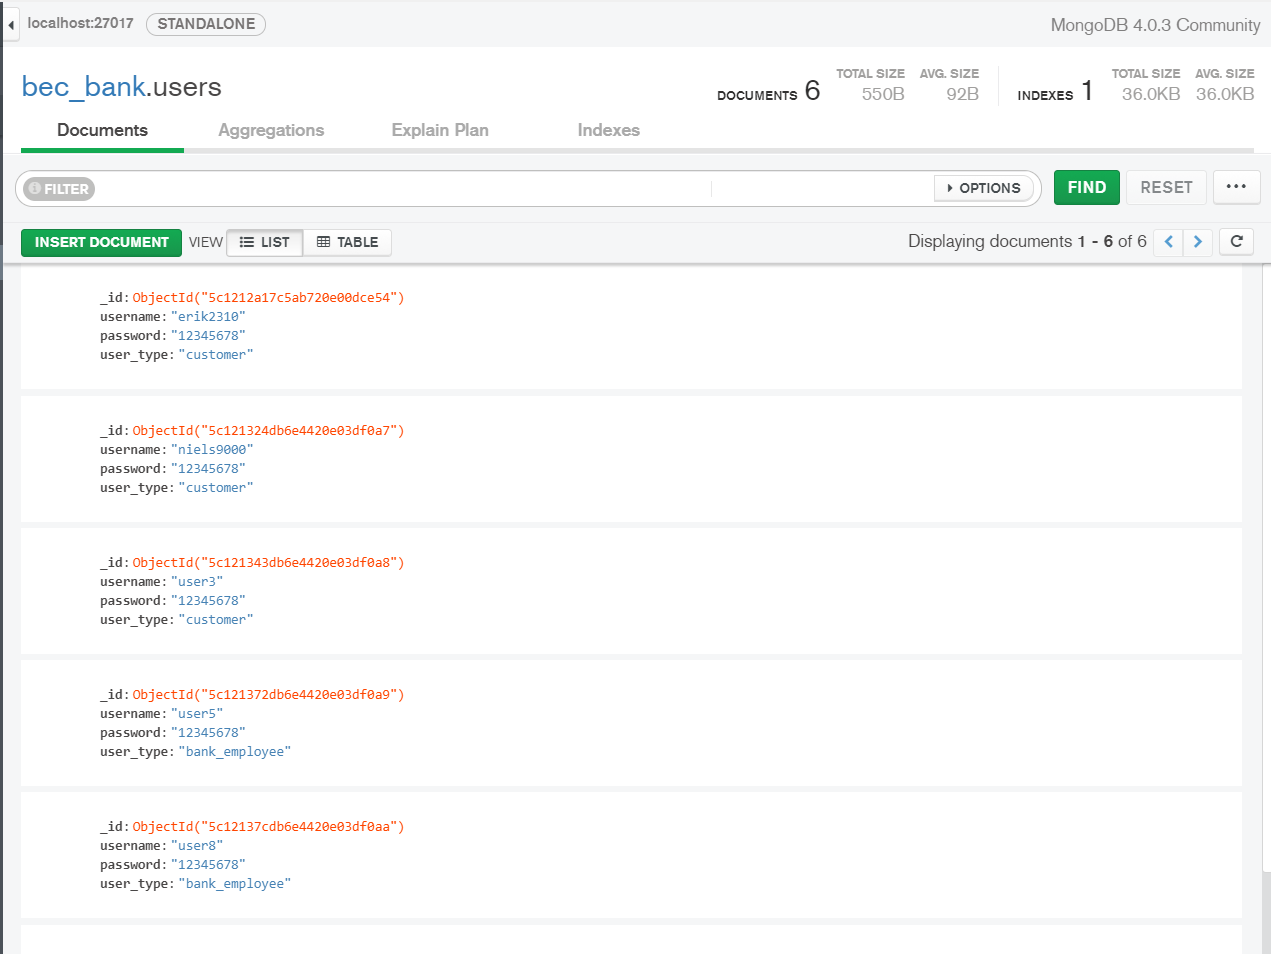 localhost:27017 STANDALONE MongoDB 4.0.3 Community
bec_bank.users
DOCUMENTS 6 TOTAL SIZE 550B AVG. SIZE 92B INDEXES 1 TOTAL SIZE 36.0KB AVG. SIZE 36.0KB
Documents Aggregations Explain Plan Indexes
FILTER OPTIONS FIND RESET ...
INSERT DOCUMENT VIEW LIST TABLE Displaying documents 1 - 6 of 6
_id: ObjectId("5c1212a17c5ab720e00dce54")
username: "erik2310"
password: "12345678"
user_type: "customer"
_id: ObjectId("5c121324db6e4420e03df0a7")
username: "niels9000"
password: "12345678"
user_type: "customer"
_id: ObjectId("5c121343db6e4420e03df0a8")
username: "user3"
password: "12345678"
user_type: "customer"
_id: ObjectId("5c121372db6e4420e03df0a9")
username: "user5"
password: "12345678"
user_type: "bank_employee"
_id: ObjectId("5c12137cdb6e4420e03df0aa")
username: "user8"
password: "12345678"
user_type: "bank_employee"